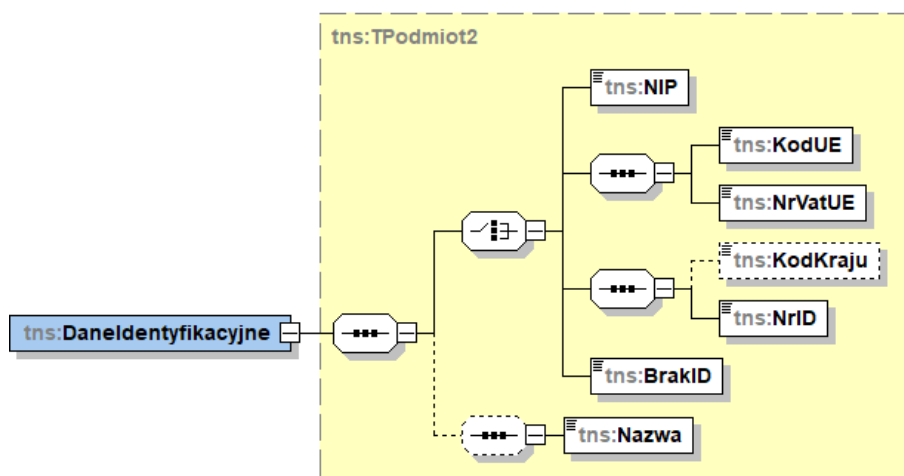 tns:TPodmiot2
tns:NIP
tns:KodUE
tns:NrVatUE
tns:KodKraju
tns:DaneIdentyfikacyjne
tns:NrID
tns:BrakID
tns:Nazwa